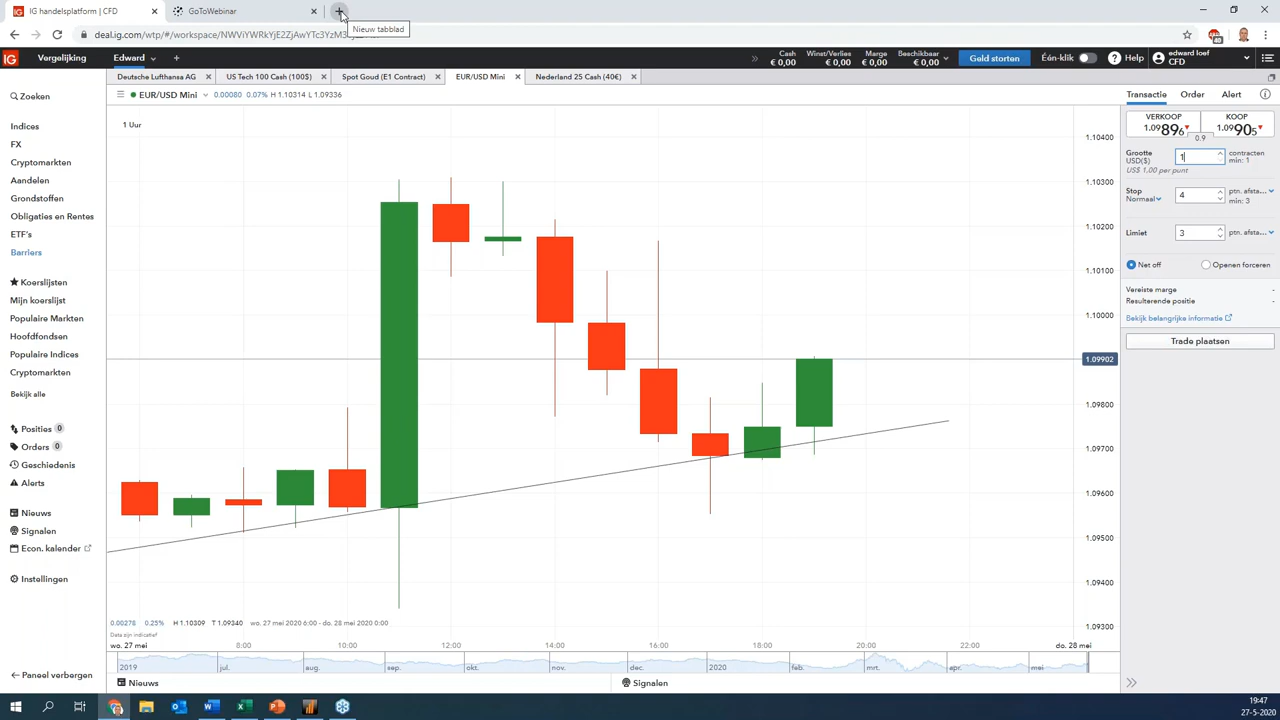 IG handelsplatform | CFD
GoToWebinar
Nieuw tabblad
IG
Vergelijking
Edward
Cash
€ 0,00
Winst/Verlies
€ 0,00
Marge
€ 0,00
Beschikbaar
€ 0,00
Geld storten
Één-klik
Help
edward loef
CFD
Deutsche Lufthansa AG
US Tech 100 Cash (100$)
Spot Goud (E1 Contract)
EUR/USD Mini
Nederland 25 Cash (40€)
Zoeken
Indices
FX
Cryptomarkten
Aandelen
Grondstoffen
Obligaties en Rentes
ETF's
Barriers
Koerslijsten
Mijn koerslijst
Populaire Markten
Hoofdfondsen
Populaire Indices
Cryptomarkten
Bekijk alle
Posities 0
Orders 0
Geschiedenis
Alerts
Nieuws
Signalen
Econ. kalender
Instellingen
Paneel verbergen
EUR/USD Mini
0.00080 0.07% H 1.10314 L 1.09336
1 Uur
1.10400
1.10300
1.10200
1.10100
1.10000
1.09902
1.09800
1.09700
1.09600
1.09500
1.09400
1.09300
0.00278 0.25% H 1.10309 T 1.09340 wo. 27 mei 2020 6:00 - do. 28 mei 2020 0:00
Data zijn indicatief
wo. 27 mei 8:00 10:00 12:00 14:00 16:00 18:00 20:00 22:00 do. 28 mei
2019 jul. aug. sep. okt. nov. dec. 2020 feb. mrt. apr. mei
Nieuws
Signalen
Transactie
Order
Alert
VERKOOP
1.09896
KOOP
1.09905
0.9
Grootte
USD($)
1
contracten
min: 1
US$ 1.00 per punt
Stop
Normaal
4
ptn. afsta...
min: 3
Limiet
3
ptn. afsta...
Net off
Openen forceren
Vereiste marge -
Resulterende positie -
Bekijk belangrijke informatie
Trade plaatsen
19:47
27-5-2020